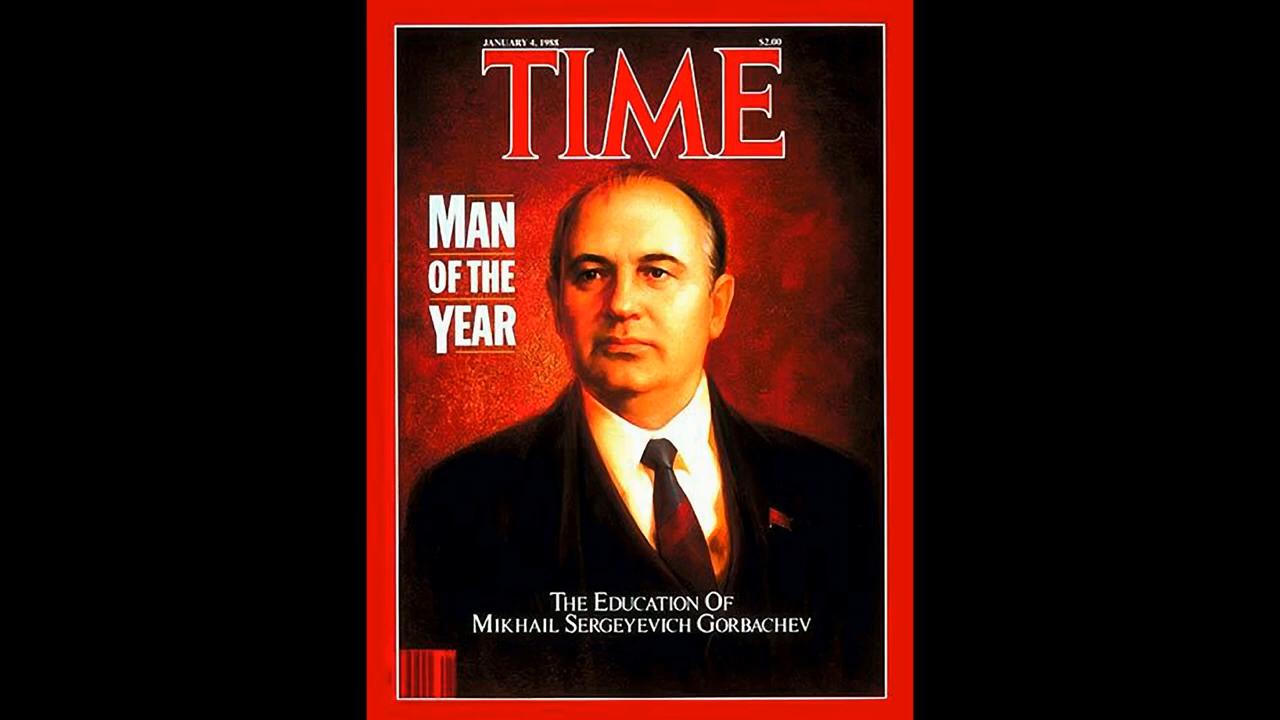 JANUARY 4, 1988 $2.00
TIME
MAN
OF THE
YEAR
THE EDUCATION OF
MIKHAIL SERGEYEVICH GORBACHEV